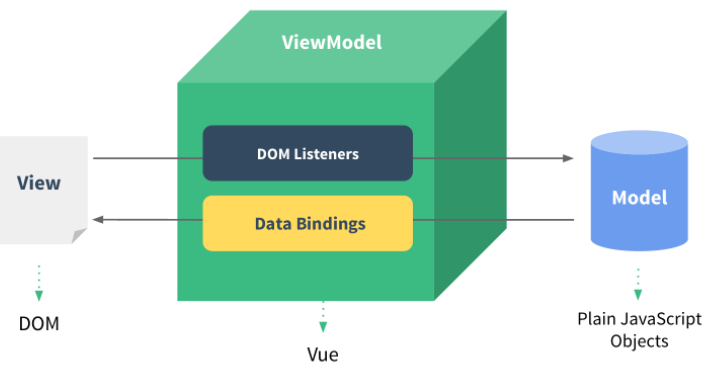 ViewModel
DOM Listeners
View
Data Bindings
Model
DOM
Vue
Plain JavaScript
Objects